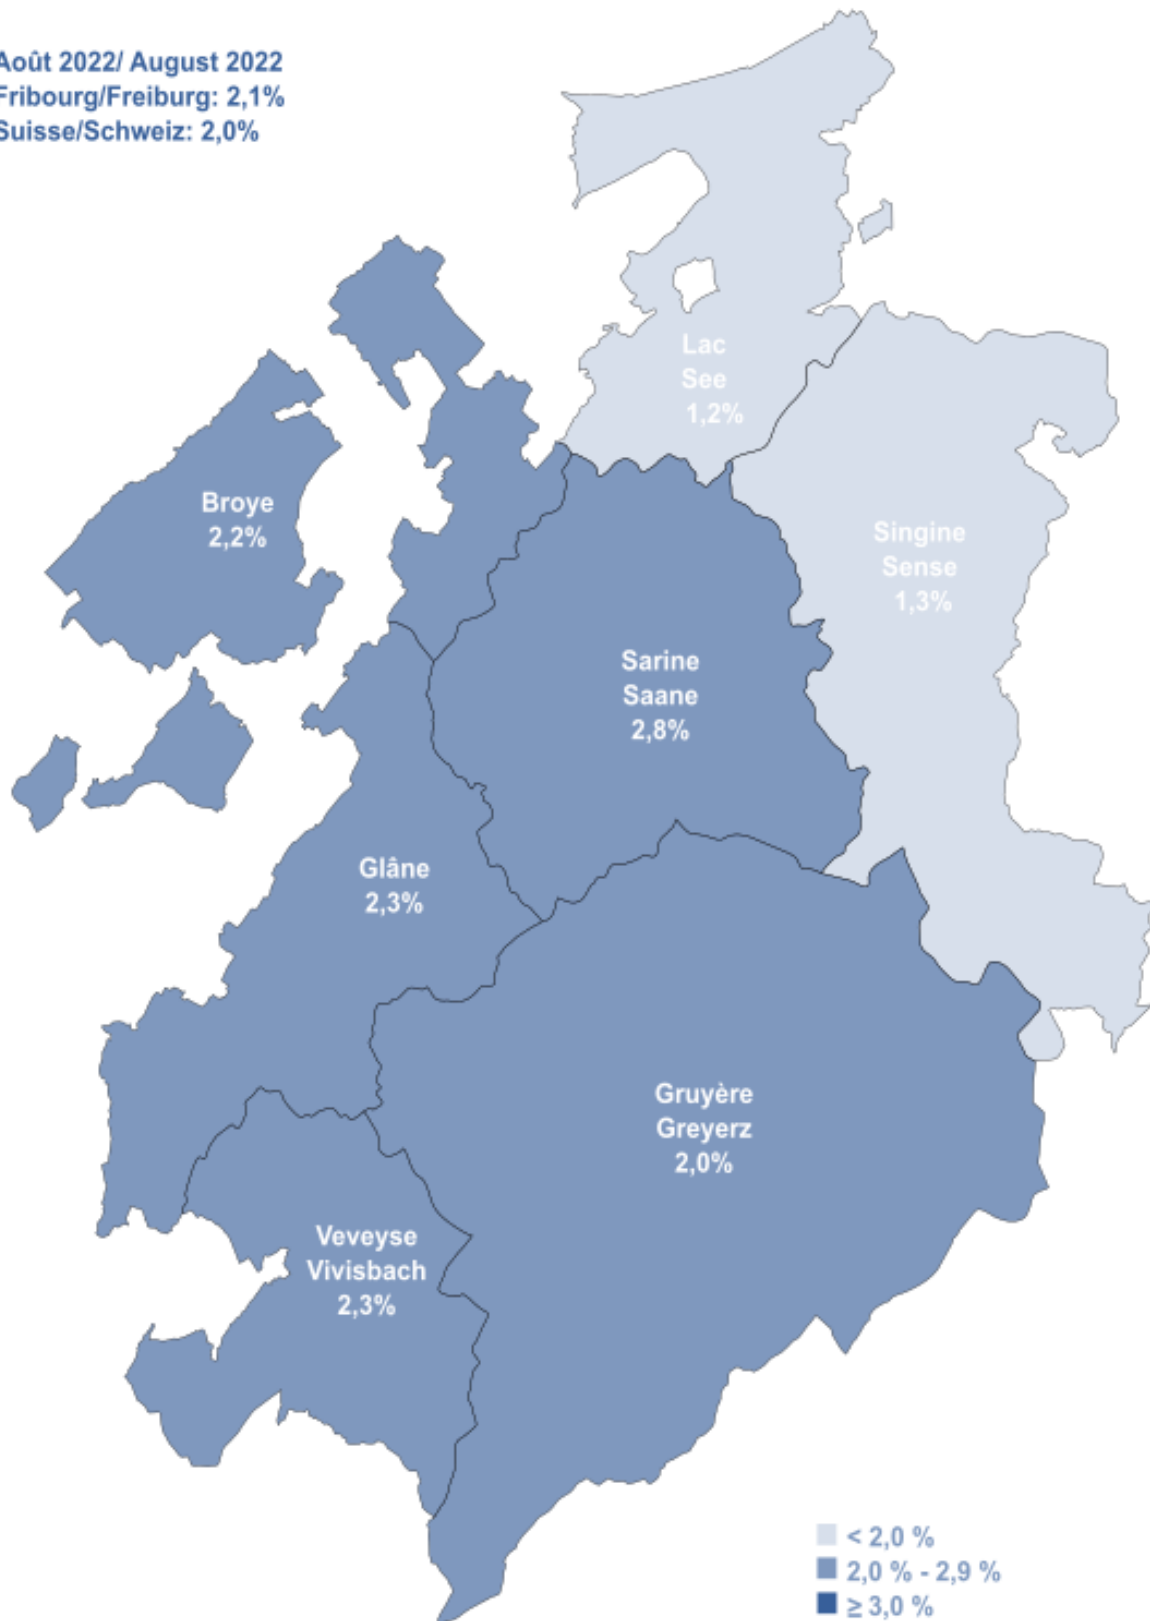 Août 2022/ August 2022
Fribourg/Freiburg: 2,1%
Suisse/Schweiz: 2,0%
Lac
See
1,2%
Broye
2,2%
Singine
Sense
1,3%
Sarine
Saane
2,8%
Glâne
2,3%
Gruyère
Greyerz
2,0%
Veveyse
Vivisbach
2,3%
< 2,0 %
2,0 % - 2,9 %
≥ 3,0 %